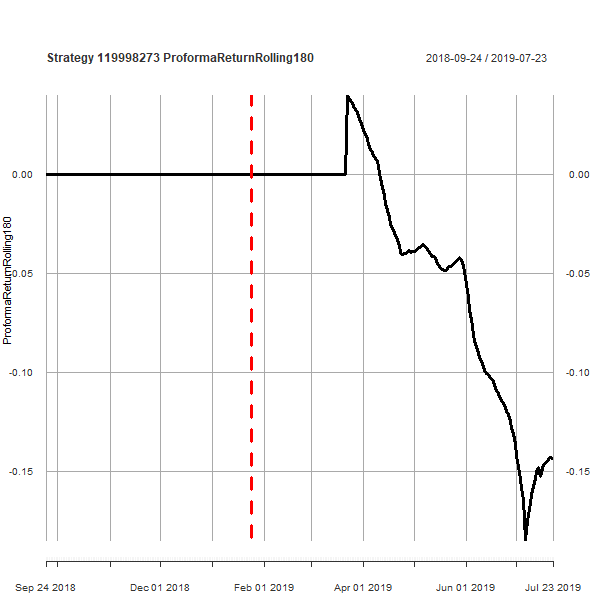 Strategy 119998273 ProformaReturnRolling180
2018-09-24 / 2019-07-23
0.00
0.00
-0.05
-0.05
-0.10
-0.10
-0.15
-0.15
ProformaReturnRolling180
Sep 24 2018
Dec 01 2018
Feb 01 2019
Apr 01 2019
Jun 01 2019
Jul 23 2019